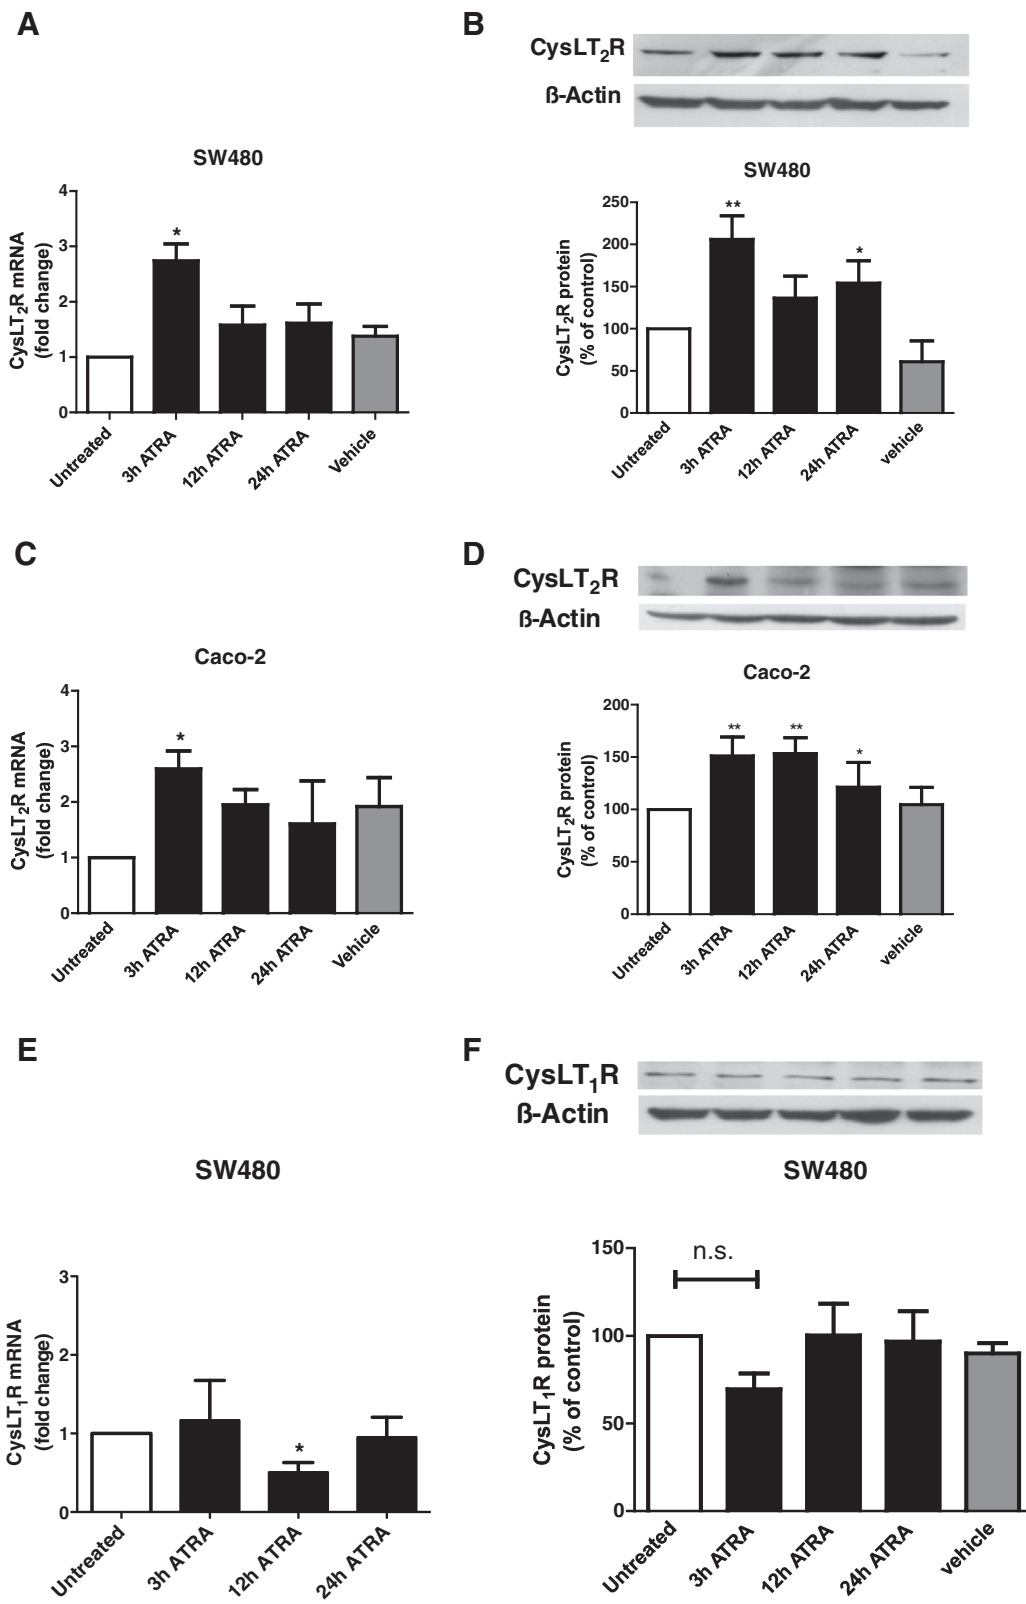 A
SW480
CysLT2R mRNA
(fold change)
4
3
2
1
0
*
Untreated
3h ATRA
12h ATRA
24h ATRA
Vehicle
B
CysLT2R
ß-Actin
SW480
CysLT2R protein
(% of control)
250
200
150
100
50
0
**
*
Untreated
3h ATRA
12h ATRA
24h ATRA
vehicle
C
Caco-2
CysLT2R mRNA
(fold change)
4
3
2
1
0
*
Untreated
3h ATRA
12h ATRA
24h ATRA
Vehicle
D
CysLT2R
ß-Actin
Caco-2
CysLT2R protein
(% of control)
200
150
100
50
0
**
**
*
Untreated
3h ATRA
12h ATRA
24h ATRA
vehicle
E
SW480
CysLT1R mRNA
(fold change)
3
2
1
0
*
Untreated
3h ATRA
12h ATRA
24h ATRA
F
CysLT1R
ß-Actin
SW480
CysLT1R protein
(% of control)
150
100
50
0
n.s.
Untreated
3h ATRA
12h ATRA
24h ATRA
vehicle